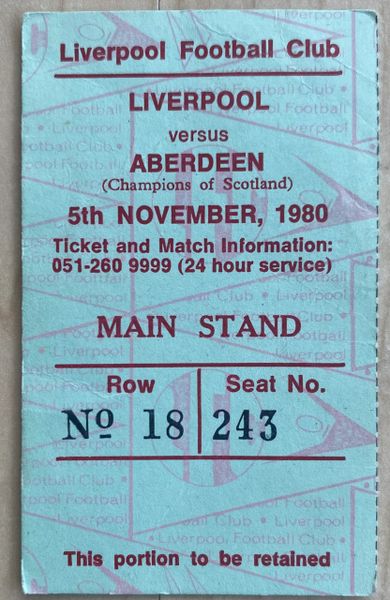 Liverpool Football Club
LIVERPOOL
versus
ABERDEEN
(Champions of Scotland)
5th NOVEMBER, 1980
Ticket and Match Information:
051-260 9999 (24 hour service)
MAIN STAND
Row Seat No.
Nº 18 243
This portion to be retained